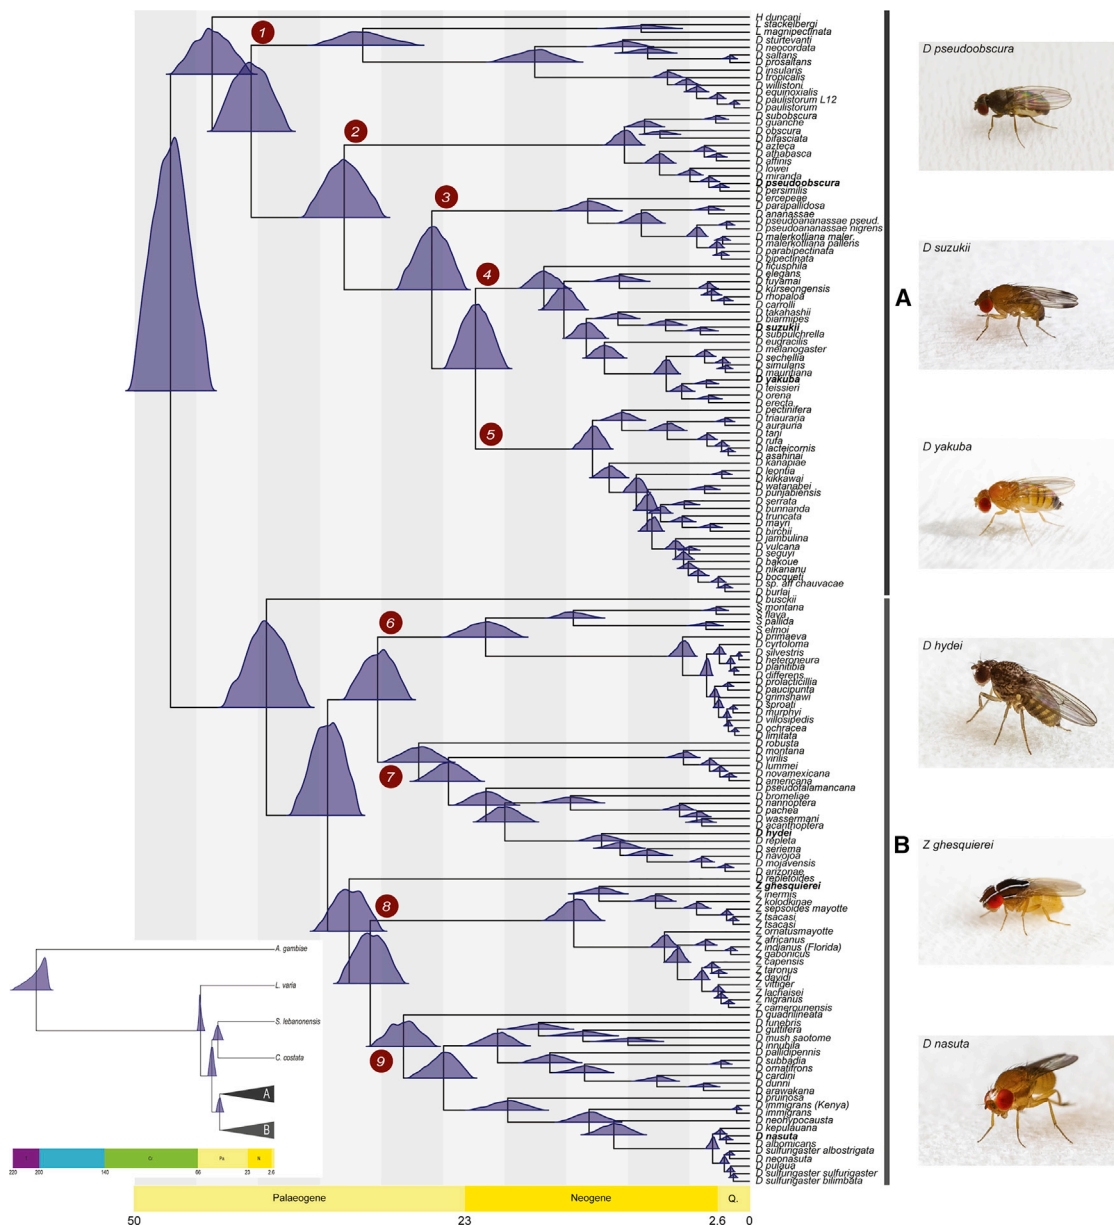 H duncani
L stackelbergi
L magnipectinata
D sturtevanti
D neocordata
D saltans
D prosaltans
D insularis
D tropicalis
D willistoni
D equinoxialis
D paulistorum L12
D paulistorum
D subobscura
D guanche
D obscura
D bifasciata
D azteca
D athabasca
D affinis
D lowei
D miranda
D pseudoobscura
D persimilis
D ercepeae
D parapallidosa
D ananassae
D pseudoananassae pseud.
D pseudoananassae nigrens
D malerkotliana maler.
D malerkotliana pallens
D parabipectinata
D bipectinata
D ficusphila
D elegans
D fuyamai
D kurseongensis
D rhopaloa
D carrolli
D takahashii
D biarmipes
D suzukii
D subpulchrella
D eugracilis
D melanogaster
D sechellia
D simulans
D mauritiana
D yakuba
D teissieri
D orena
D erecta
D pectinifera
D triauraria
D auraria
D tani
D rufa
D lacteicornis
D asahinai
D kanapiae
D leontia
D kikkawai
D watanabei
D punjabiensis
D serrata
D bunnanda
D truncata
D mayri
D birchii
D jambulina
D vulcana
D seguyi
D bakoue
D nikananu
D bocqueti
D sp. aff chauvacae
D burlai
D busckii
S montana
S flava
S pallida
S elmoi
D primaeva
D cyrtoloma
D silvestris
D heteroneura
D planitibia
D differens
D prolacticillia
D paucipunta
D grimshawi
D sproati
D murphyi
D villosipedis
D ochracea
D limitata
D robusta
D montana
D virilis
D lummei
D novamexicana
D americana
D pseudotalamancana
D bromeliae
D nannoptera
D pachea
D wassermani
D acanthoptera
D hydei
D repleta
D seriema
D navojoa
D mojavensis
D arizonae
D repletoides
Z ghesquierei
Z inermis
Z kolodkinae
Z sepsoides mayotte
Z tsacasi
Z tsacasi
Z ornatusmayotte
Z africanus
Z indianus (Florida)
Z gabonicus
Z capensis
Z taronus
Z davidi
Z vittiger
Z lachaisei
Z nigranus
Z camerounensis
D quadrilineata
D funebris
D guttifera
D mush saotome
D innubila
D pallidipennis
D subbadia
D ornatifrons
D cardini
D dunni
D arawakana
D pruinosa
D immigrans (Kenya)
D immigrans
D neohypocausta
D kepulauana
D nasuta
D albomicans
D sulfurigaster albostrigata
D neonasuta
D pulaua
D sulfurigaster sulfurigaster
D sulfurigaster bilimbata
1
2
3
4
5
6
7
8
9
A
B
D pseudoobscura
D suzukii
D yakuba
D hydei
Z ghesquierei
D nasuta
A. gambiae
L. varia
S. lebanonensis
C. costata
A
B
Cr.
Pa.
N.
220 200 140 66 23 2.6
Palaeogene Neogene Q.
50 23 2.6 0